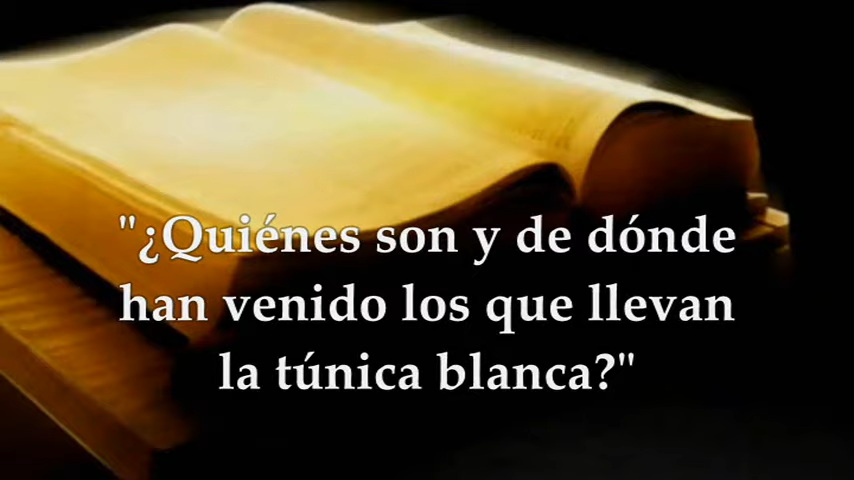 "¿Quiénes son y de dónde
han venido los que llevan
la túnica blanca?"